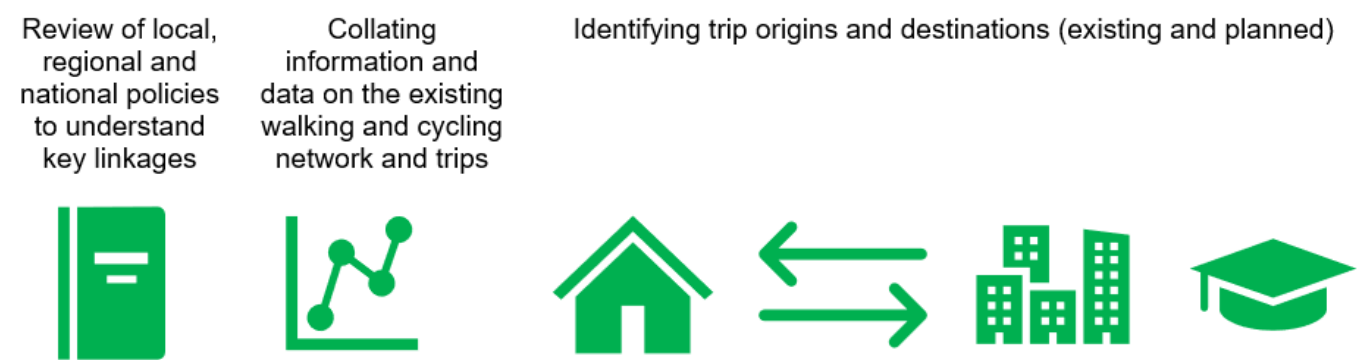 Review of local,
regional and
national policies
to understand
key linkages
Collating
information and
data on the existing
walking and cycling
network and trips
Identifying trip origins and destinations (existing and planned)